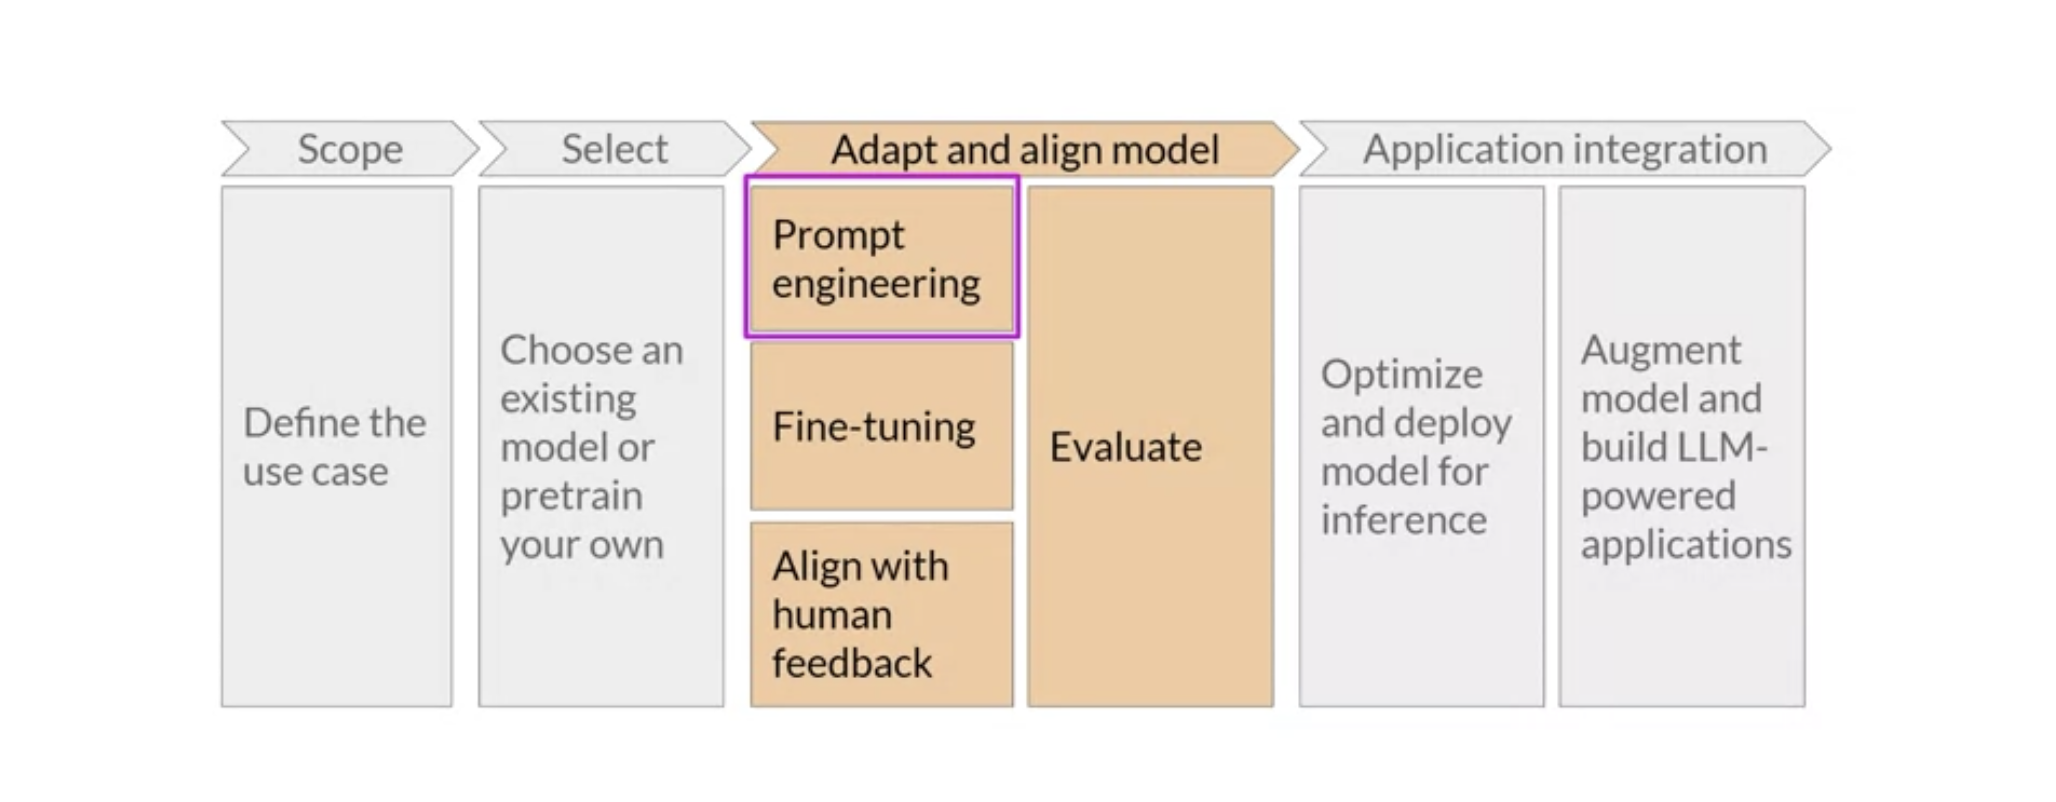 Scope
Select
Adapt and align model
Application integration
Define the
use case
Choose an
existing
model or
pretrain
your own
Prompt
engineering
Fine-tuning
Align with
human
feedback
Evaluate
Optimize
and deploy
model for
inference
Augment
model and
build LLM-
powered
applications